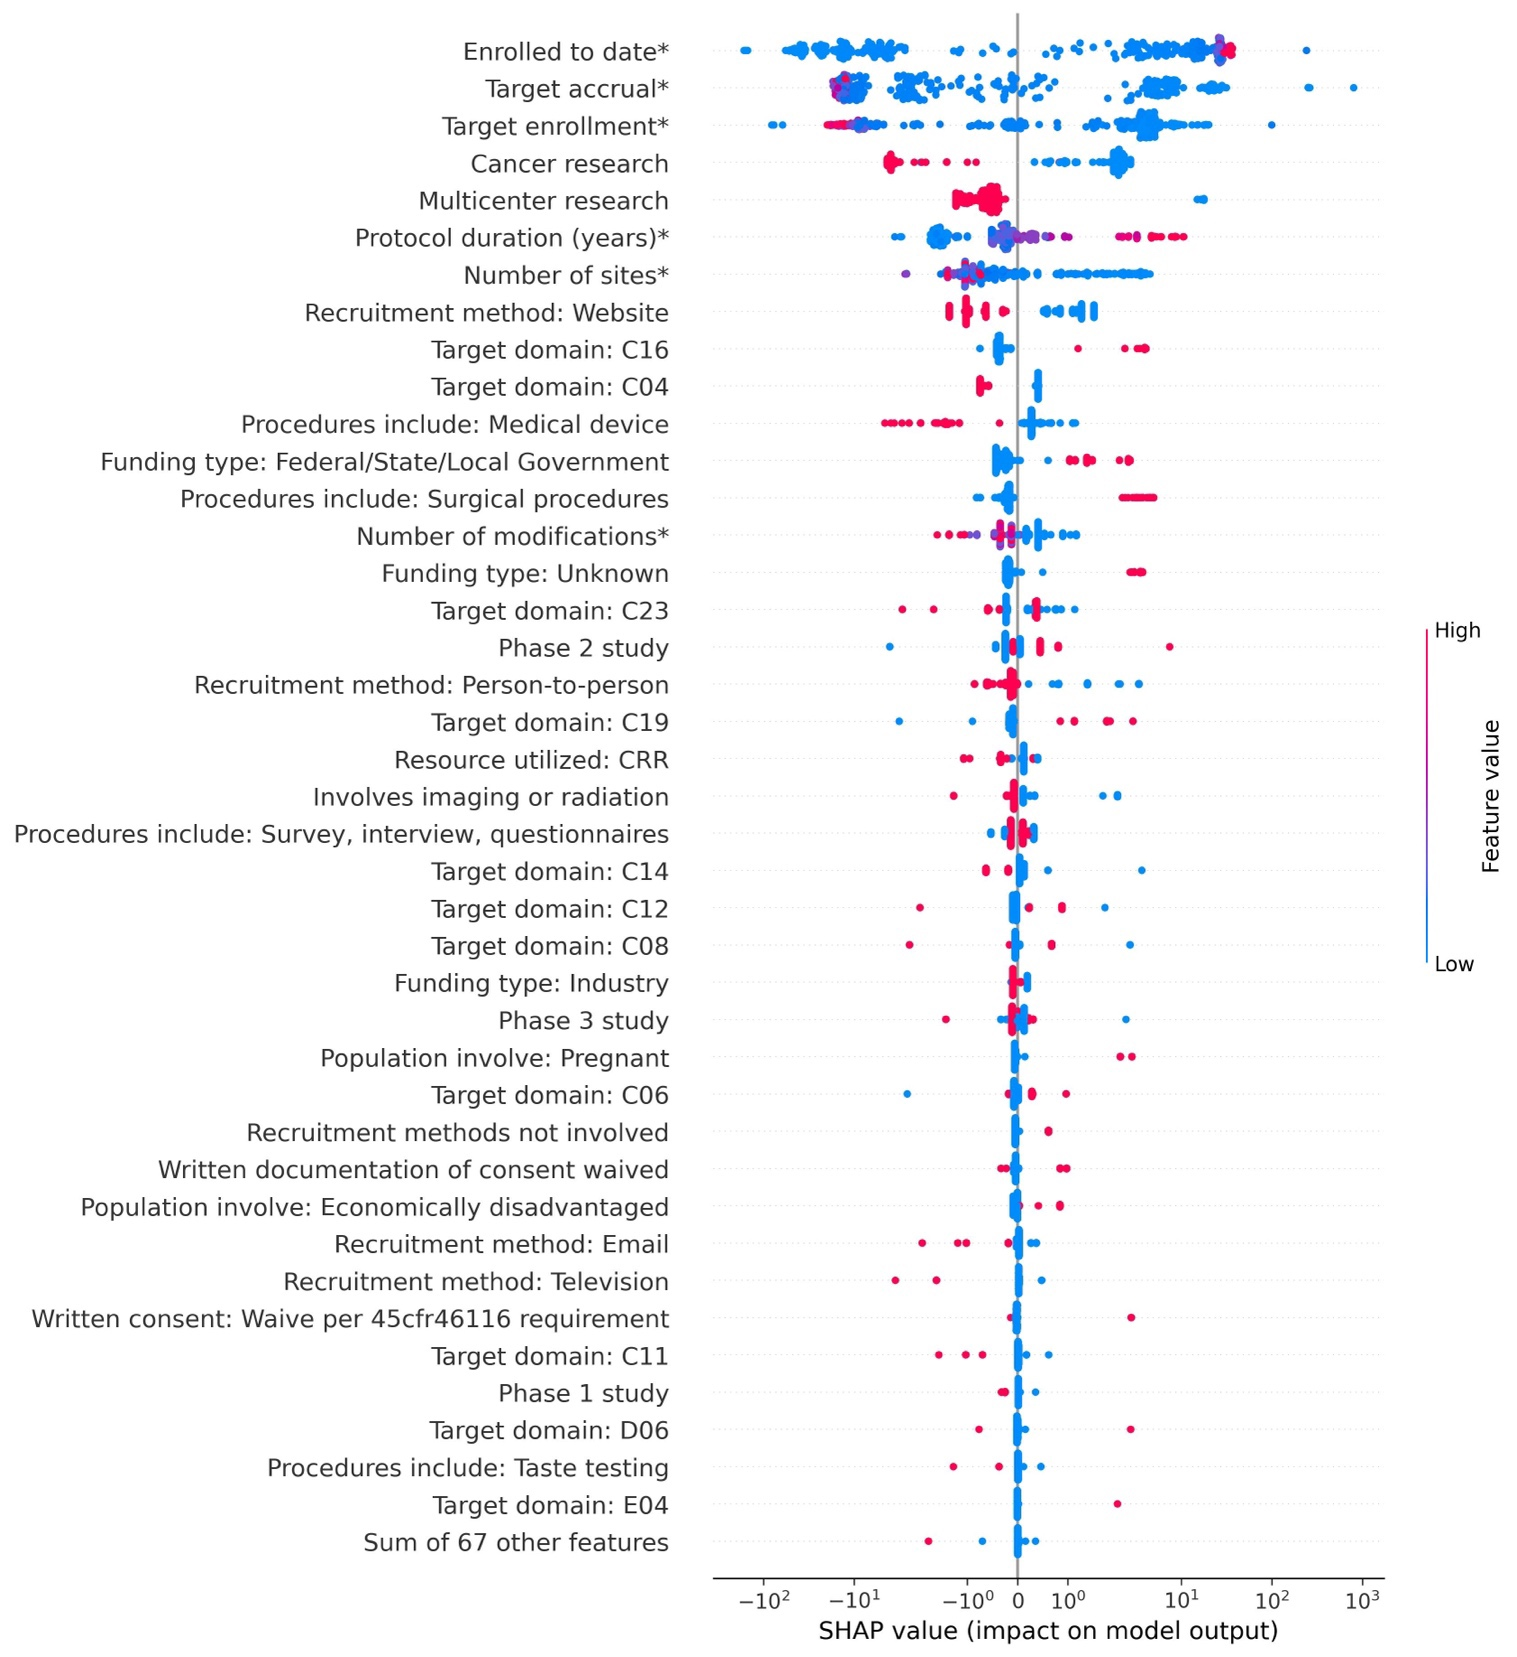 Enrolled to date*
Target accrual*
Target enrollment*
Cancer research
Multicenter research
Protocol duration (years)*
Number of sites*
Recruitment method: Website
Target domain: C16
Target domain: C04
Procedures include: Medical device
Funding type: Federal/State/Local Government
Procedures include: Surgical procedures
Number of modifications*
Funding type: Unknown
Target domain: C23
Phase 2 study
Recruitment method: Person-to-person
Target domain: C19
Resource utilized: CRR
Involves imaging or radiation
Procedures include: Survey, interview, questionnaires
Target domain: C14
Target domain: C12
Target domain: C08
Funding type: Industry
Phase 3 study
Population involve: Pregnant
Target domain: C06
Recruitment methods not involved
Written documentation of consent waived
Population involve: Economically disadvantaged
Recruitment method: Email
Recruitment method: Television
Written consent: Waive per 45cfr46116 requirement
Target domain: C11
Phase 1 study
Target domain: D06
Procedures include: Taste testing
Target domain: E04
Sum of 67 other features
−10² −10¹ −10⁰ 0 10⁰ 10¹ 10² 10³
SHAP value (impact on model output)
High
Feature value
Low